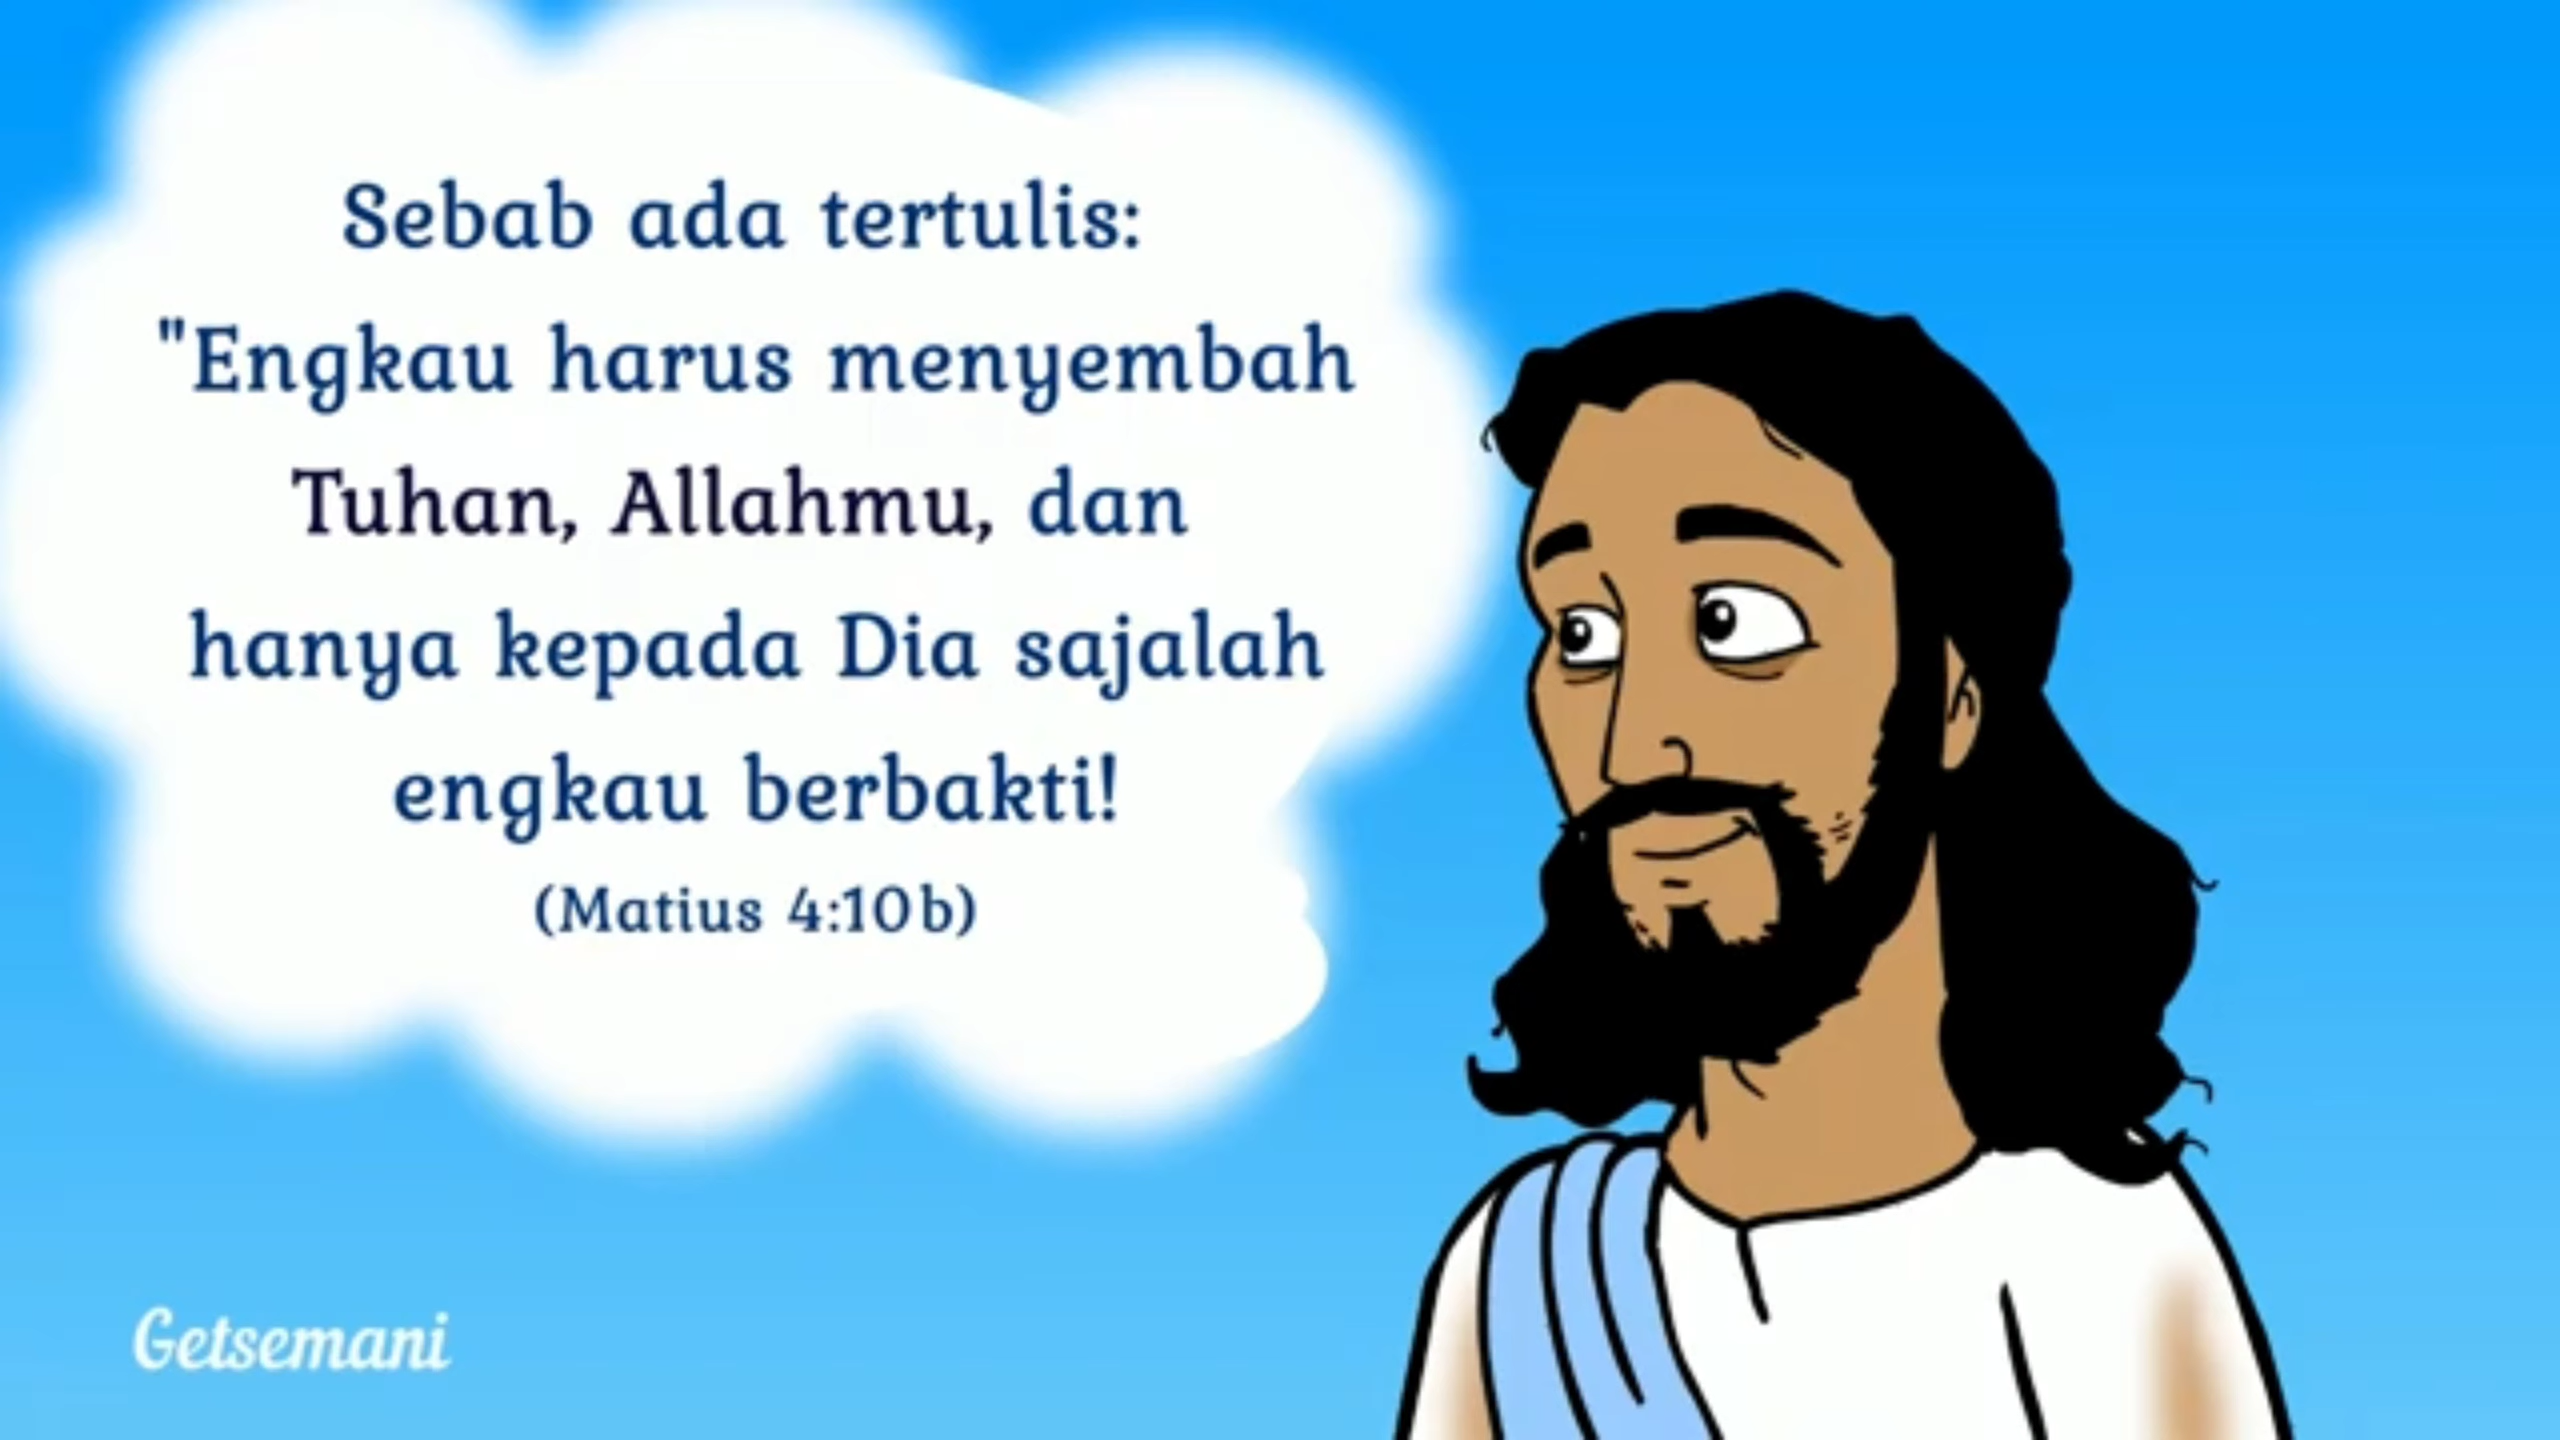 Sebab ada tertulis:
"Engkau harus menyembah
Tuhan, Allahmu, dan
hanya kepada Dia sajalah
engkau berbakti!
(Matius 4:10b)
Getsemani